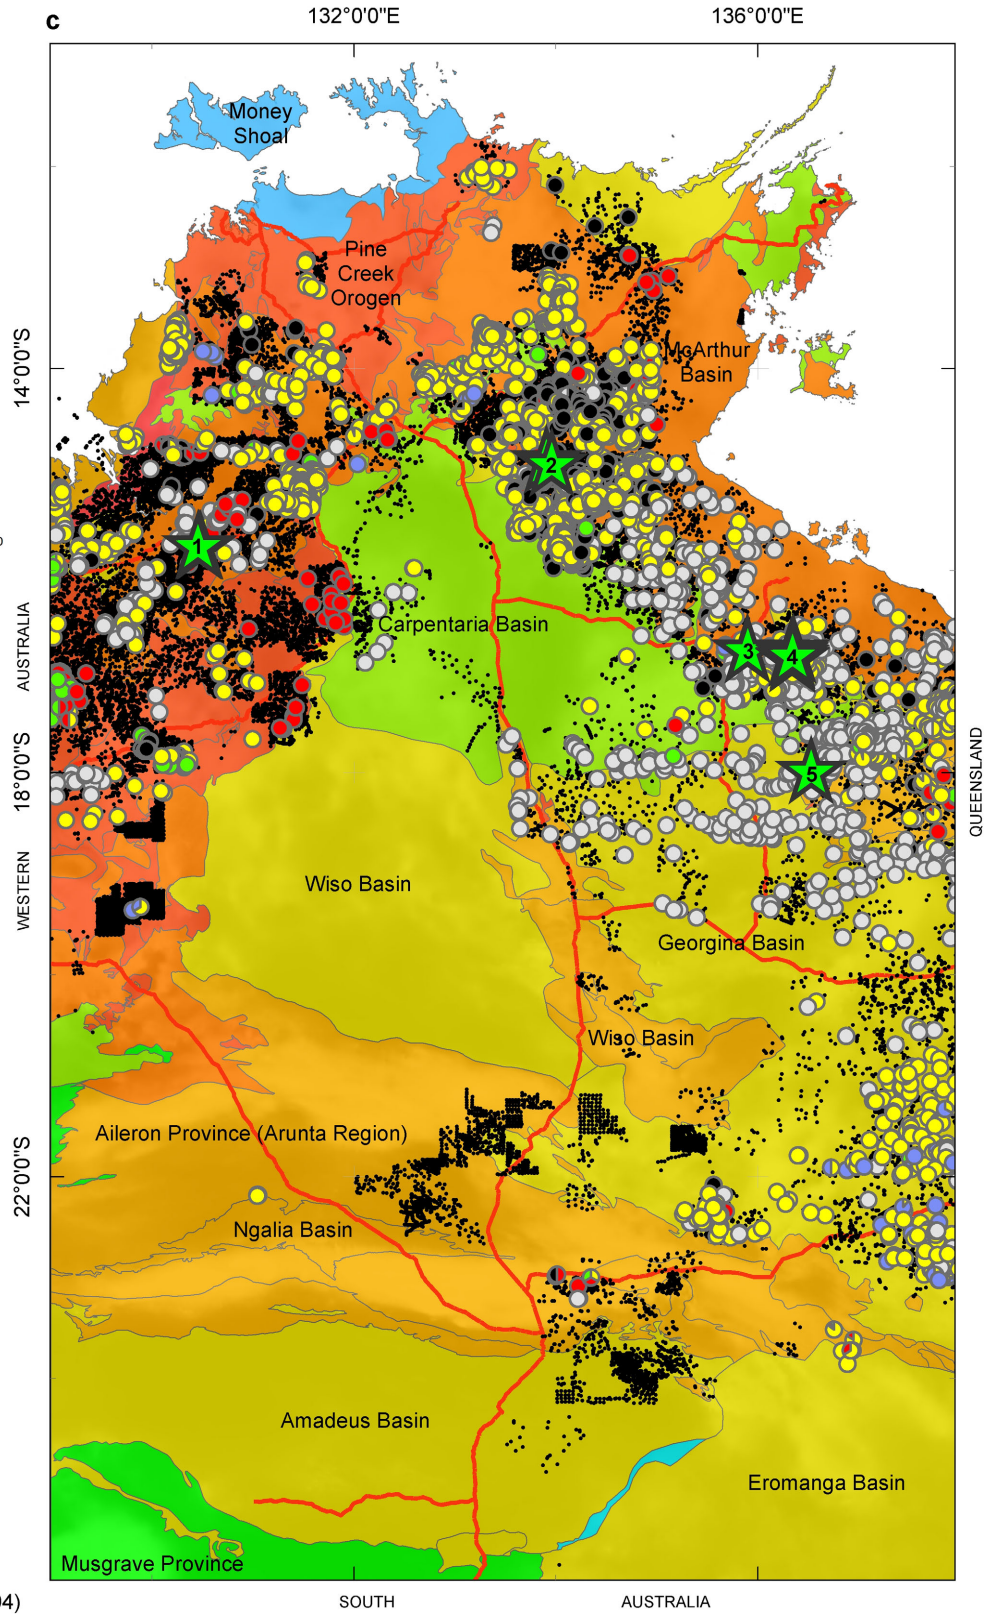 c
132°0'0"E
136°0'0"E
Money
Shoal
Pine
Creek
Orogen
14°0'0"S
McArthur
Basin
2
1
AUSTRALIA
Carpentaria Basin
3
4
18°0'0"S
5
QUEENSLAND
WESTERN
Wiso Basin
Georgina Basin
Wiso Basin
Aileron Province (Arunta Region)
22°0'0"S
Ngalia Basin
Amadeus Basin
Eromanga Basin
Musgrave Province
SOUTH
AUSTRALIA